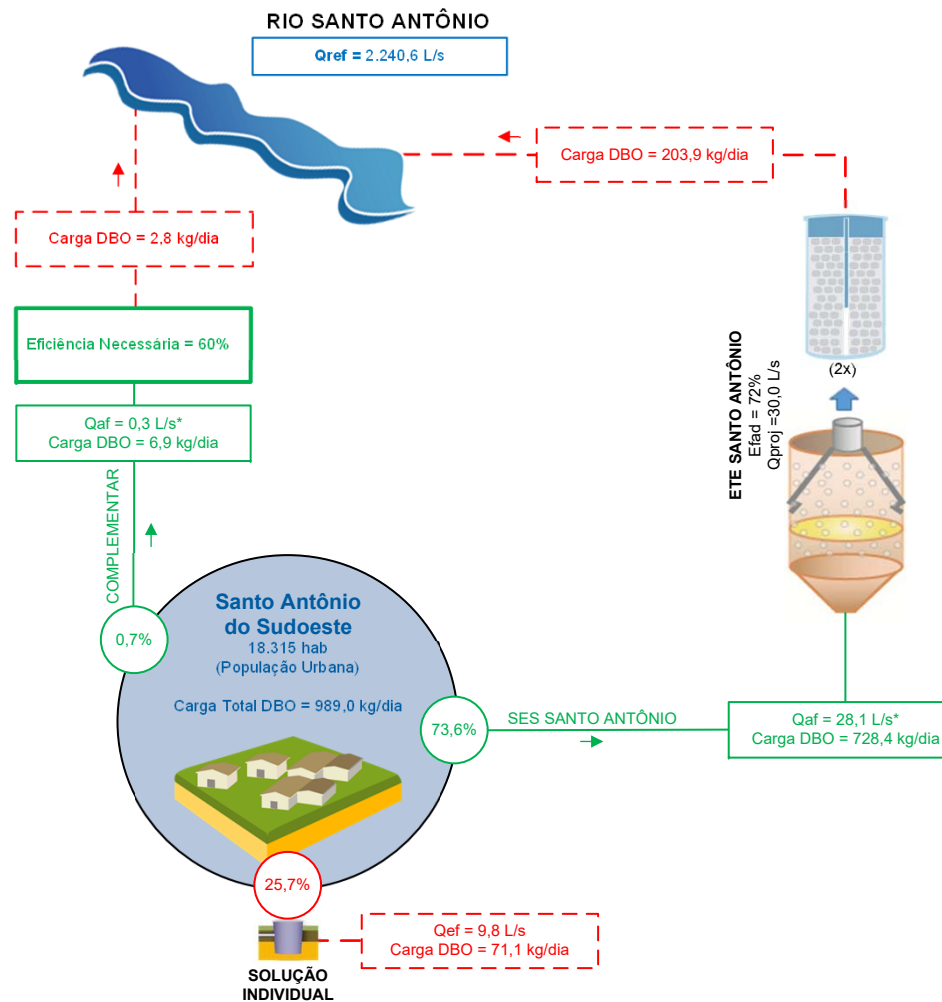 RIO SANTO ANTÔNIO
Qref = 2.240,6 L/s
Carga DBO = 203,9 kg/dia
Carga DBO = 2,8 kg/dia
Eficiência Necessária = 60%
Qaf = 0,3 L/s*
Carga DBO = 6,9 kg/dia
COMPLEMENTAR
0,7%
(2x)
ETE SANTO ANTÔNIO
Efad = 72%
Qproj =30,0 L/s
Santo Antônio
do Sudoeste
18.315 hab
(População Urbana)
Carga Total DBO = 989,0 kg/dia
73,6%
SES SANTO ANTÔNIO
Qaf = 28,1 L/s*
Carga DBO = 728,4 kg/dia
25,7%
Qef = 9,8 L/s
Carga DBO = 71,1 kg/dia
SOLUÇÃO
INDIVIDUAL